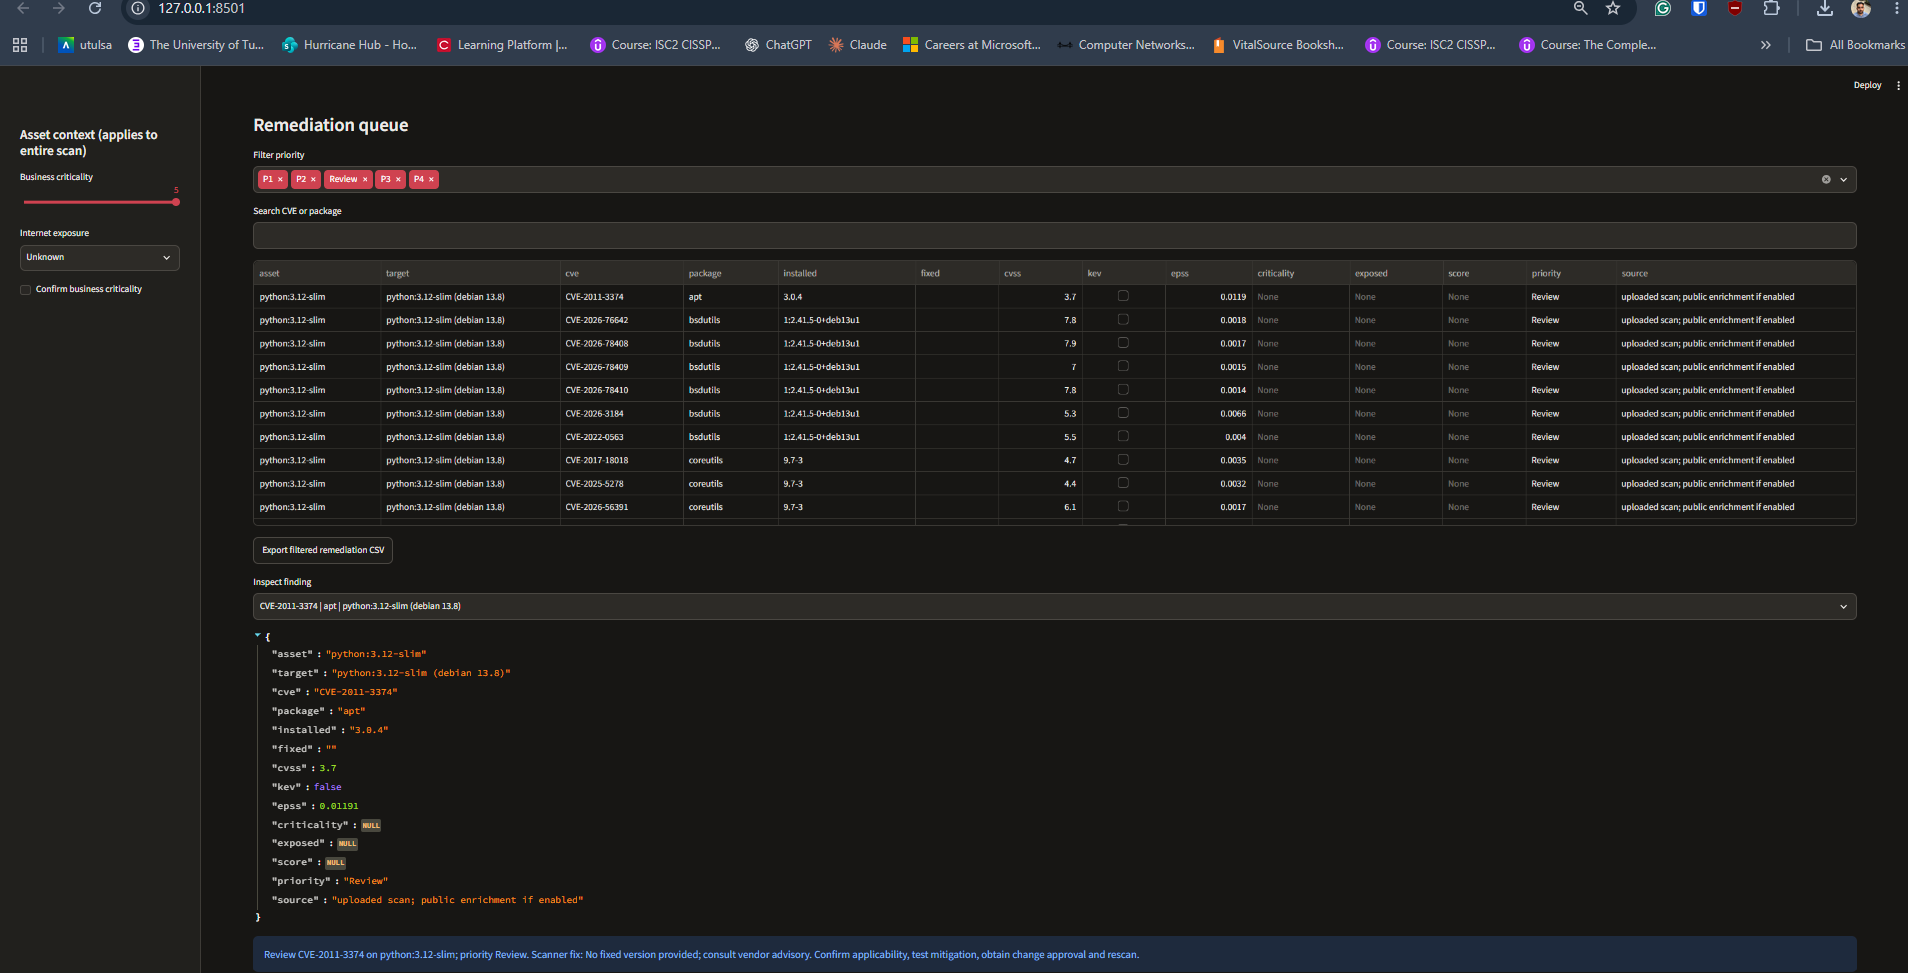 127.0.0.1:8501
utulsa
The University of Tu...
Hurricane Hub - Ho...
Learning Platform |...
Course: ISC2 CISSP...
ChatGPT
Claude
Careers at Microsoft...
Computer Networks...
VitalSource Booksh...
Course: ISC2 CISSP...
Course: The Comple...
» All Bookmarks
Deploy
Asset context (applies to
entire scan)
Business criticality
5
Internet exposure
Unknown
Confirm business criticality
Remediation queue
Filter priority
P1 × P2 × Review × P3 × P4 ×
Search CVE or package
asset target cve package installed fixed cvss kev epss criticality exposed score priority source
python:3.12-slim python:3.12-slim (debian 13.8) CVE-2011-3374 apt 3.0.4 3.7 0.0119 None None None Review uploaded scan; public enrichment if enabled
python:3.12-slim python:3.12-slim (debian 13.8) CVE-2026-76642 bsdutils 1:2.41.5-0+deb13u1 7.8 0.0018 None None None Review uploaded scan; public enrichment if enabled
python:3.12-slim python:3.12-slim (debian 13.8) CVE-2026-78408 bsdutils 1:2.41.5-0+deb13u1 7.9 0.0017 None None None Review uploaded scan; public enrichment if enabled
python:3.12-slim python:3.12-slim (debian 13.8) CVE-2026-78409 bsdutils 1:2.41.5-0+deb13u1 7 0.0015 None None None Review uploaded scan; public enrichment if enabled
python:3.12-slim python:3.12-slim (debian 13.8) CVE-2026-78410 bsdutils 1:2.41.5-0+deb13u1 7.8 0.0014 None None None Review uploaded scan; public enrichment if enabled
python:3.12-slim python:3.12-slim (debian 13.8) CVE-2026-3184 bsdutils 1:2.41.5-0+deb13u1 5.3 0.0066 None None None Review uploaded scan; public enrichment if enabled
python:3.12-slim python:3.12-slim (debian 13.8) CVE-2022-0563 bsdutils 1:2.41.5-0+deb13u1 5.5 0.004 None None None Review uploaded scan; public enrichment if enabled
python:3.12-slim python:3.12-slim (debian 13.8) CVE-2017-18018 coreutils 9.7-3 4.7 0.0035 None None None Review uploaded scan; public enrichment if enabled
python:3.12-slim python:3.12-slim (debian 13.8) CVE-2025-5278 coreutils 9.7-3 4.4 0.0032 None None None Review uploaded scan; public enrichment if enabled
python:3.12-slim python:3.12-slim (debian 13.8) CVE-2026-56391 coreutils 9.7-3 6.1 0.0017 None None None Review uploaded scan; public enrichment if enabled
Export filtered remediation CSV
Inspect finding
CVE-2011-3374 | apt | python:3.12-slim (debian 13.8)
{
"asset" : "python:3.12-slim"
"target" : "python:3.12-slim (debian 13.8)"
"cve" : "CVE-2011-3374"
"package" : "apt"
"installed" : "3.0.4"
"fixed" : ""
"cvss" : 3.7
"kev" : false
"epss" : 0.01191
"criticality" : NULL
"exposed" : NULL
"score" : NULL
"priority" : "Review"
"source" : "uploaded scan; public enrichment if enabled"
}
Review CVE-2011-3374 on python:3.12-slim; priority Review. Scanner fix: No fixed version provided; consult vendor advisory. Confirm applicability, test mitigation, obtain change approval and rescan.